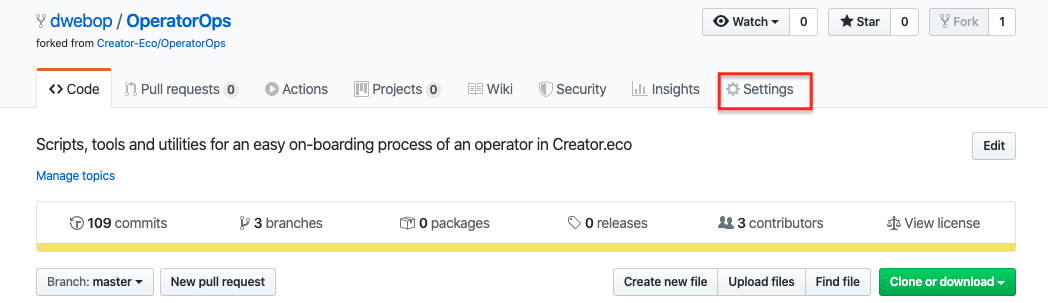 dwebop / OperatorOps
Watch 0
Star 0
Fork 1
forked from Creator-Eco/OperatorOps
Code
Pull requests 0
Actions
Projects 0
Wiki
Security
Insights
Settings
Scripts, tools and utilities for an easy on-boarding process of an operator in Creator.eco
Edit
Manage topics
109 commits
3 branches
0 packages
0 releases
3 contributors
View license
Branch: master
New pull request
Create new file
Upload files
Find file
Clone or download